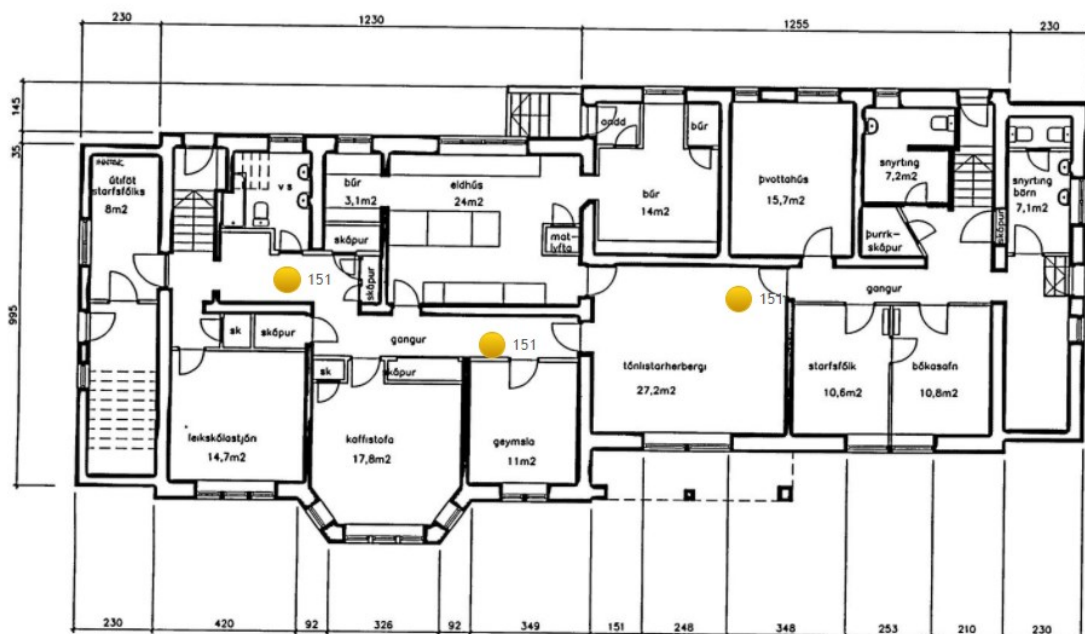 230
1230
1255
230
145
35
995
útiföt
starfsfólks
8m2
v s
búr
3,1m2
skápur
eldhús
24m2
mat-
lyfta
andd
búr
búr
14m2
þvottahús
15,7m2
snyrting
7,2m2
þurrk-
skápur
snyrting
börn
7,1m2
skápur
skápur
151
151
151
gangur
gangur
sk
skápur
sk
skápur
leikskólastjón
14,7m2
kaffistofa
17,8m2
geymsla
11m2
tónlistarherbergi
27,2m2
starfsfólk
10,6m2
bókasafn
10,8m2
230
420
92
326
92
349
151
248
348
253
210
230